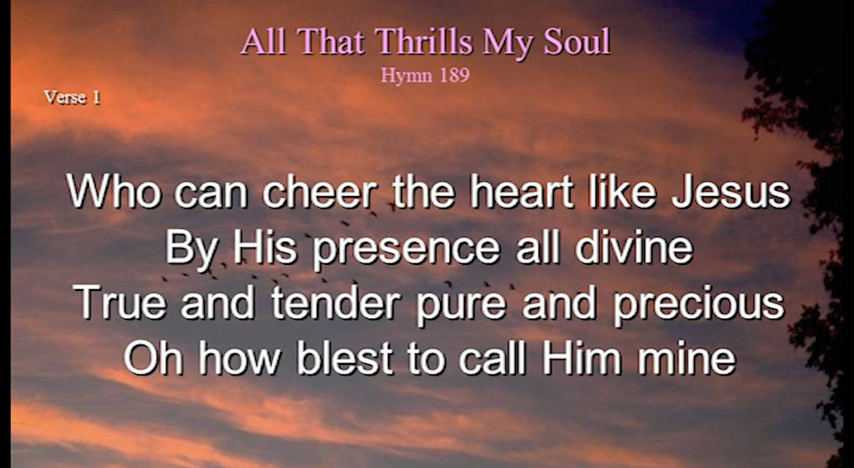 All That Thrills My Soul
Hymn 189
Verse 1
Who can cheer the heart like Jesus
By His presence all divine
True and tender pure and precious
Oh how blest to call Him mine